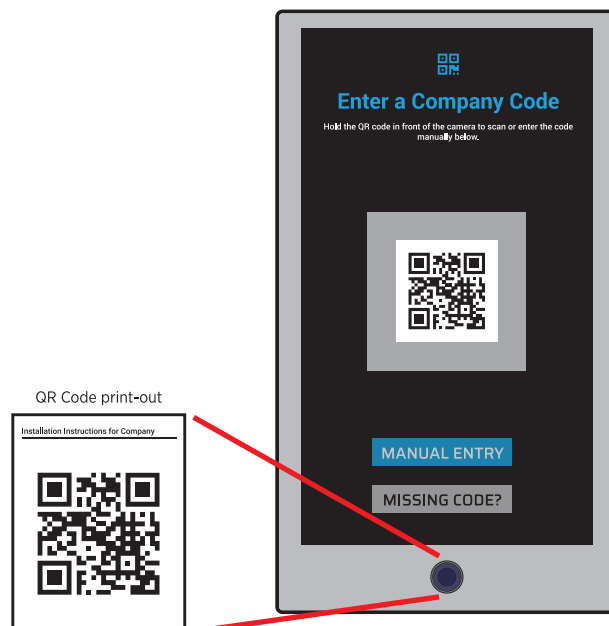 Enter a Company Code
Hold the QR code in front of the camera to scan or enter the code
manually below.
QR Code print-out
Installation Instructions for Company
MANUAL ENTRY
MISSING CODE?